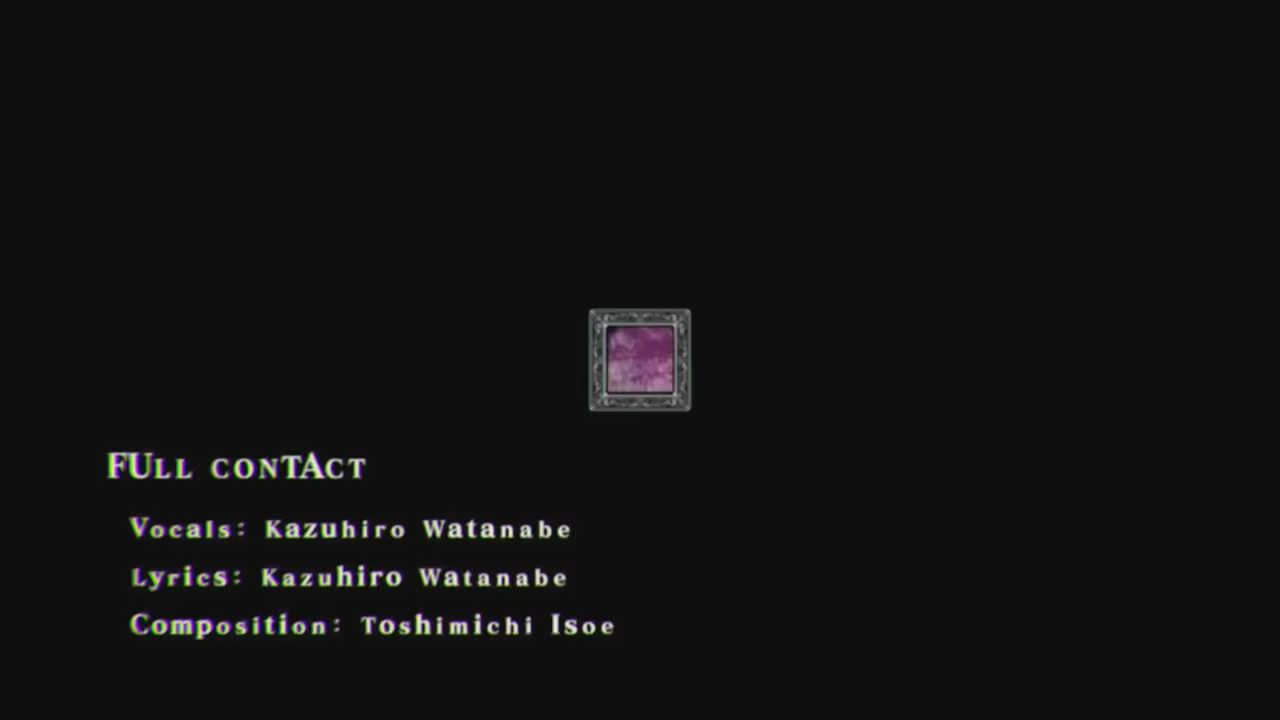 FULL CONTACT
Vocals: Kazuhiro Watanabe
Lyrics: Kazuhiro Watanabe
Composition: Toshimichi Isoe